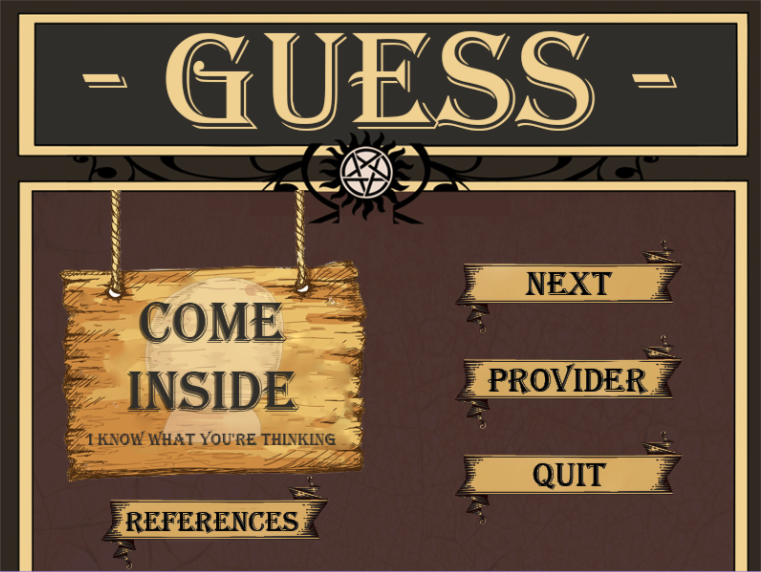 - GUESS -
COME
INSIDE
I KNOW WHAT YOU'RE THINKING
REFERENCES
NEXT
PROVIDER
QUIT